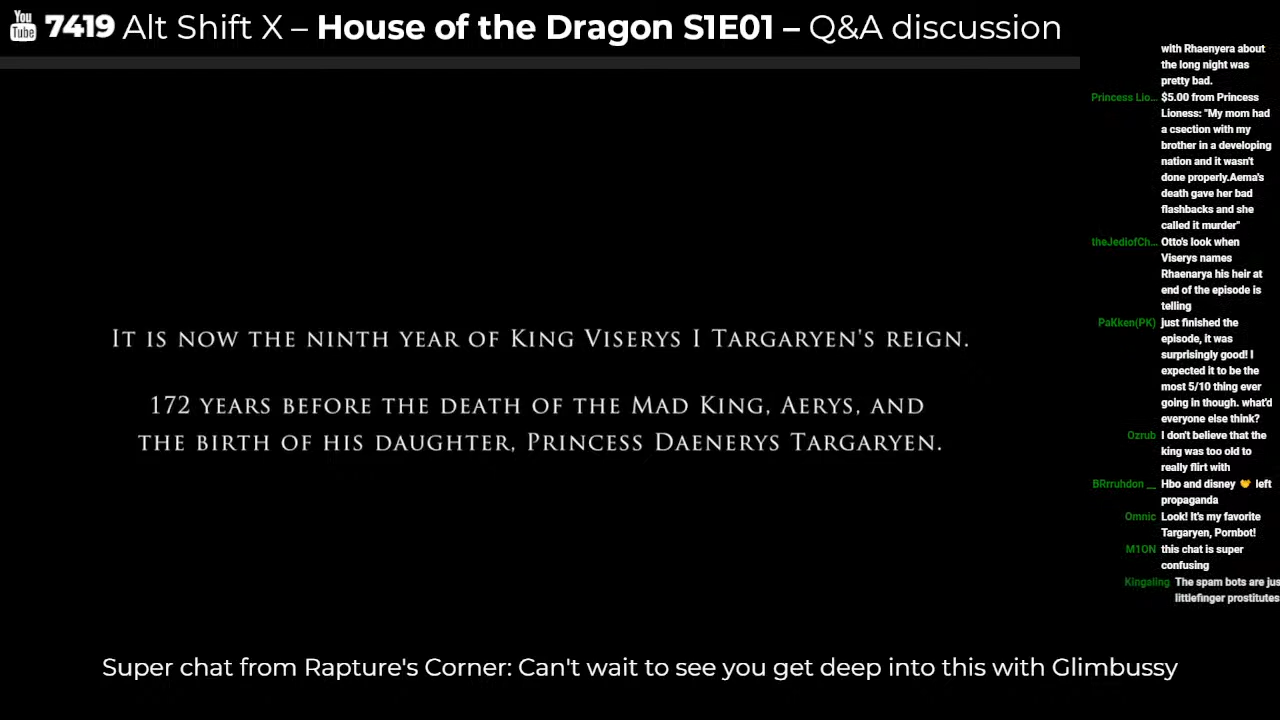 You Tube 7419 Alt Shift X – House of the Dragon S1E01 – Q&A discussion
It is now the ninth year of King Viserys I Targaryen's reign.
172 years before the death of the Mad King, Aerys, and
the birth of his daughter, Princess Daenerys Targaryen.
with Rhaenyera about
the long night was
pretty bad.
Princess Lio... $5.00 from Princess
Lioness: "My mom had
a csection with my
brother in a developing
nation and it wasn't
done properly.Aema's
death gave her bad
flashbacks and she
called it murder"
theJediofCh... Otto's look when
Viserys names
Rhaenarya his heir at
end of the episode is
telling
PaKken(PK) just finished the
episode, it was
surprisingly good! I
expected it to be the
most 5/10 thing ever
going in though. what'd
everyone else think?
Ozrub I don't believe that the
king was too old to
really flirt with
BRrruhdon __ Hbo and disney 🤝 left
propaganda
Omnic Look! It's my favorite
Targaryen, Pornbot!
M1ON this chat is super
confusing
Kingaling The spam bots are jus
littlefinger prostitutes
Super chat from Rapture's Corner: Can't wait to see you get deep into this with Glimbussy